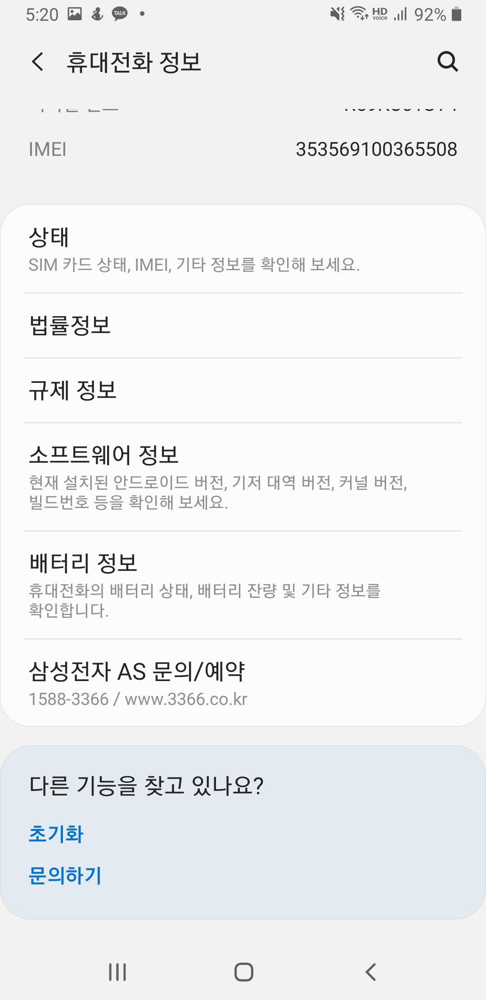 5:20 TALK HD voice 92%
휴대전화 정보
IMEI 353569100365508
상태
SIM 카드 상태, IMEI, 기타 정보를 확인해 보세요.
법률정보
규제 정보
소프트웨어 정보
현재 설치된 안드로이드 버전, 기저 대역 버전, 커널 버전,
빌드번호 등을 확인해 보세요.
배터리 정보
휴대전화의 배터리 상태, 배터리 잔량 및 기타 정보를
확인합니다.
삼성전자 AS 문의/예약
1588-3366 / www.3366.co.kr
다른 기능을 찾고 있나요?
초기화
문의하기